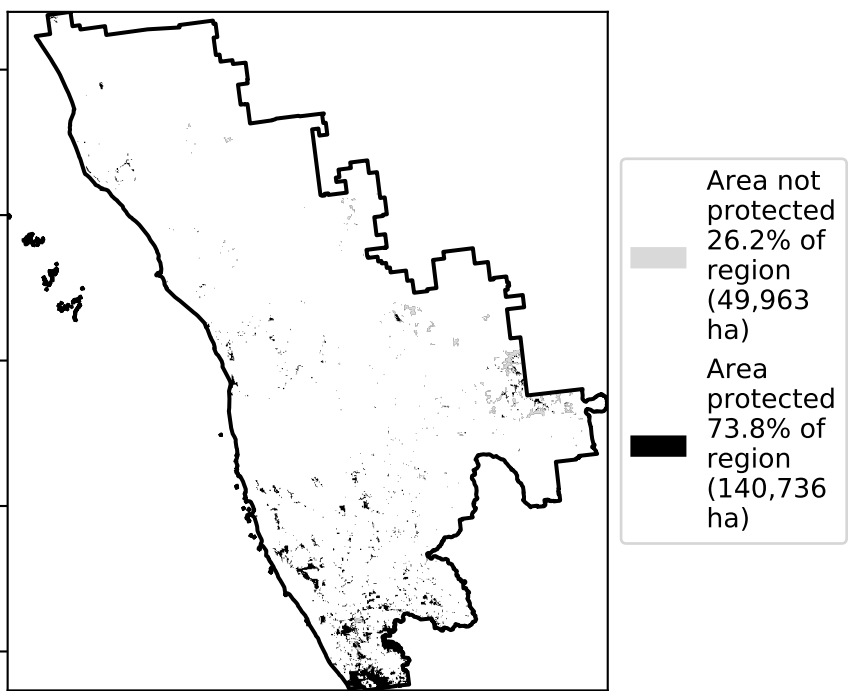 Area not
protected
26.2% of
region
(49,963
ha)
Area
protected
73.8% of
region
(140,736
ha)